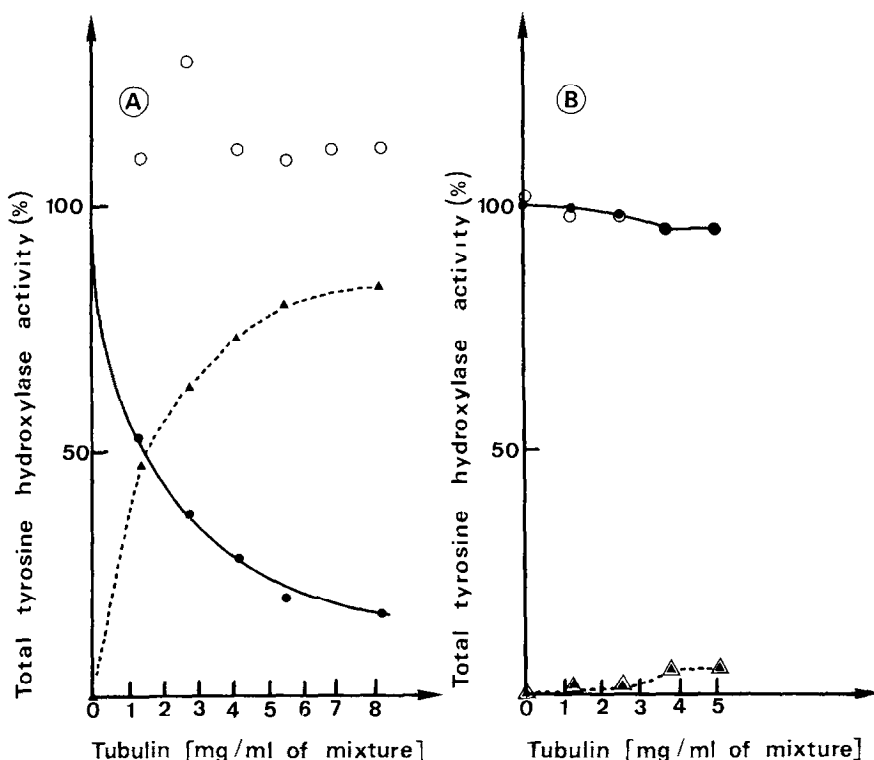 A
Total tyrosine hydroxylase activity (%)
100
50
0 1 2 3 4 5 6 7 8
Tubulin [mg/ml of mixture]
B
Total tyrosine hydroxylase activity (%)
100
50
0 1 2 3 4 5
Tubulin [mg/ml of mixture]